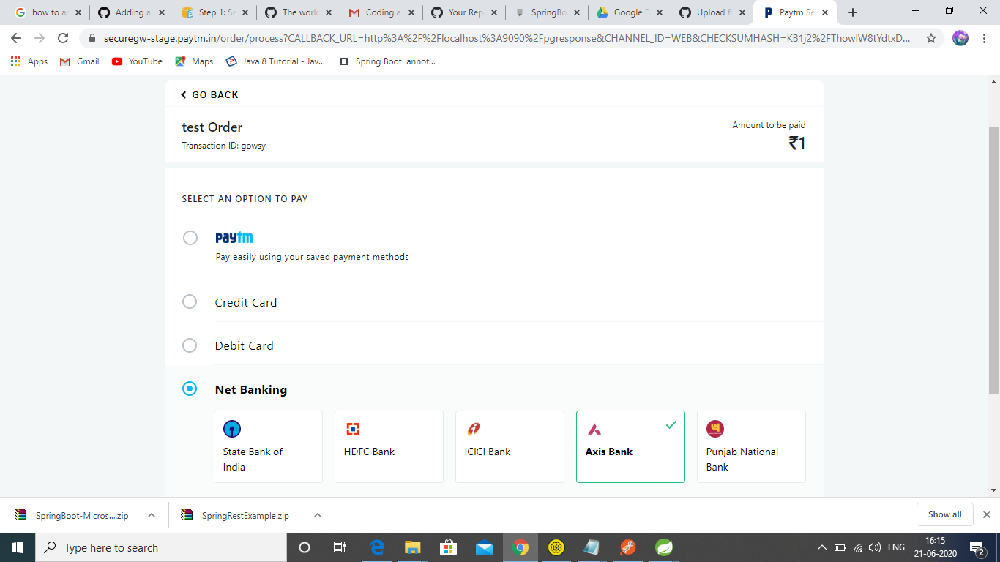 how to ad
Adding a
Step 1: Se
The worl
Coding a
Your Rep
SpringBo
Google D
Upload fi
Paytm Se
securegw-stage.paytm.in/order/process?CALLBACK_URL=http%3A%2F%2Flocalhost%3A9090%2Fpgresponse&CHANNEL_ID=WEB&CHECKSUMHASH=KB1j2%2FThowlW8tYdtxD...
Apps
Gmail
YouTube
Maps
Java 8 Tutorial - Jav...
Spring Boot annot...
GO BACK
test Order
Transaction ID: gowsy
Amount to be paid
₹1
SELECT AN OPTION TO PAY
paytm
Pay easily using your saved payment methods
Credit Card
Debit Card
Net Banking
State Bank of
India
HDFC Bank
ICICI Bank
Axis Bank
Punjab National
Bank
SpringBoot-Micros....zip
SpringRestExample.zip
Show all
Type here to search
ENG
16:15
21-06-2020
2